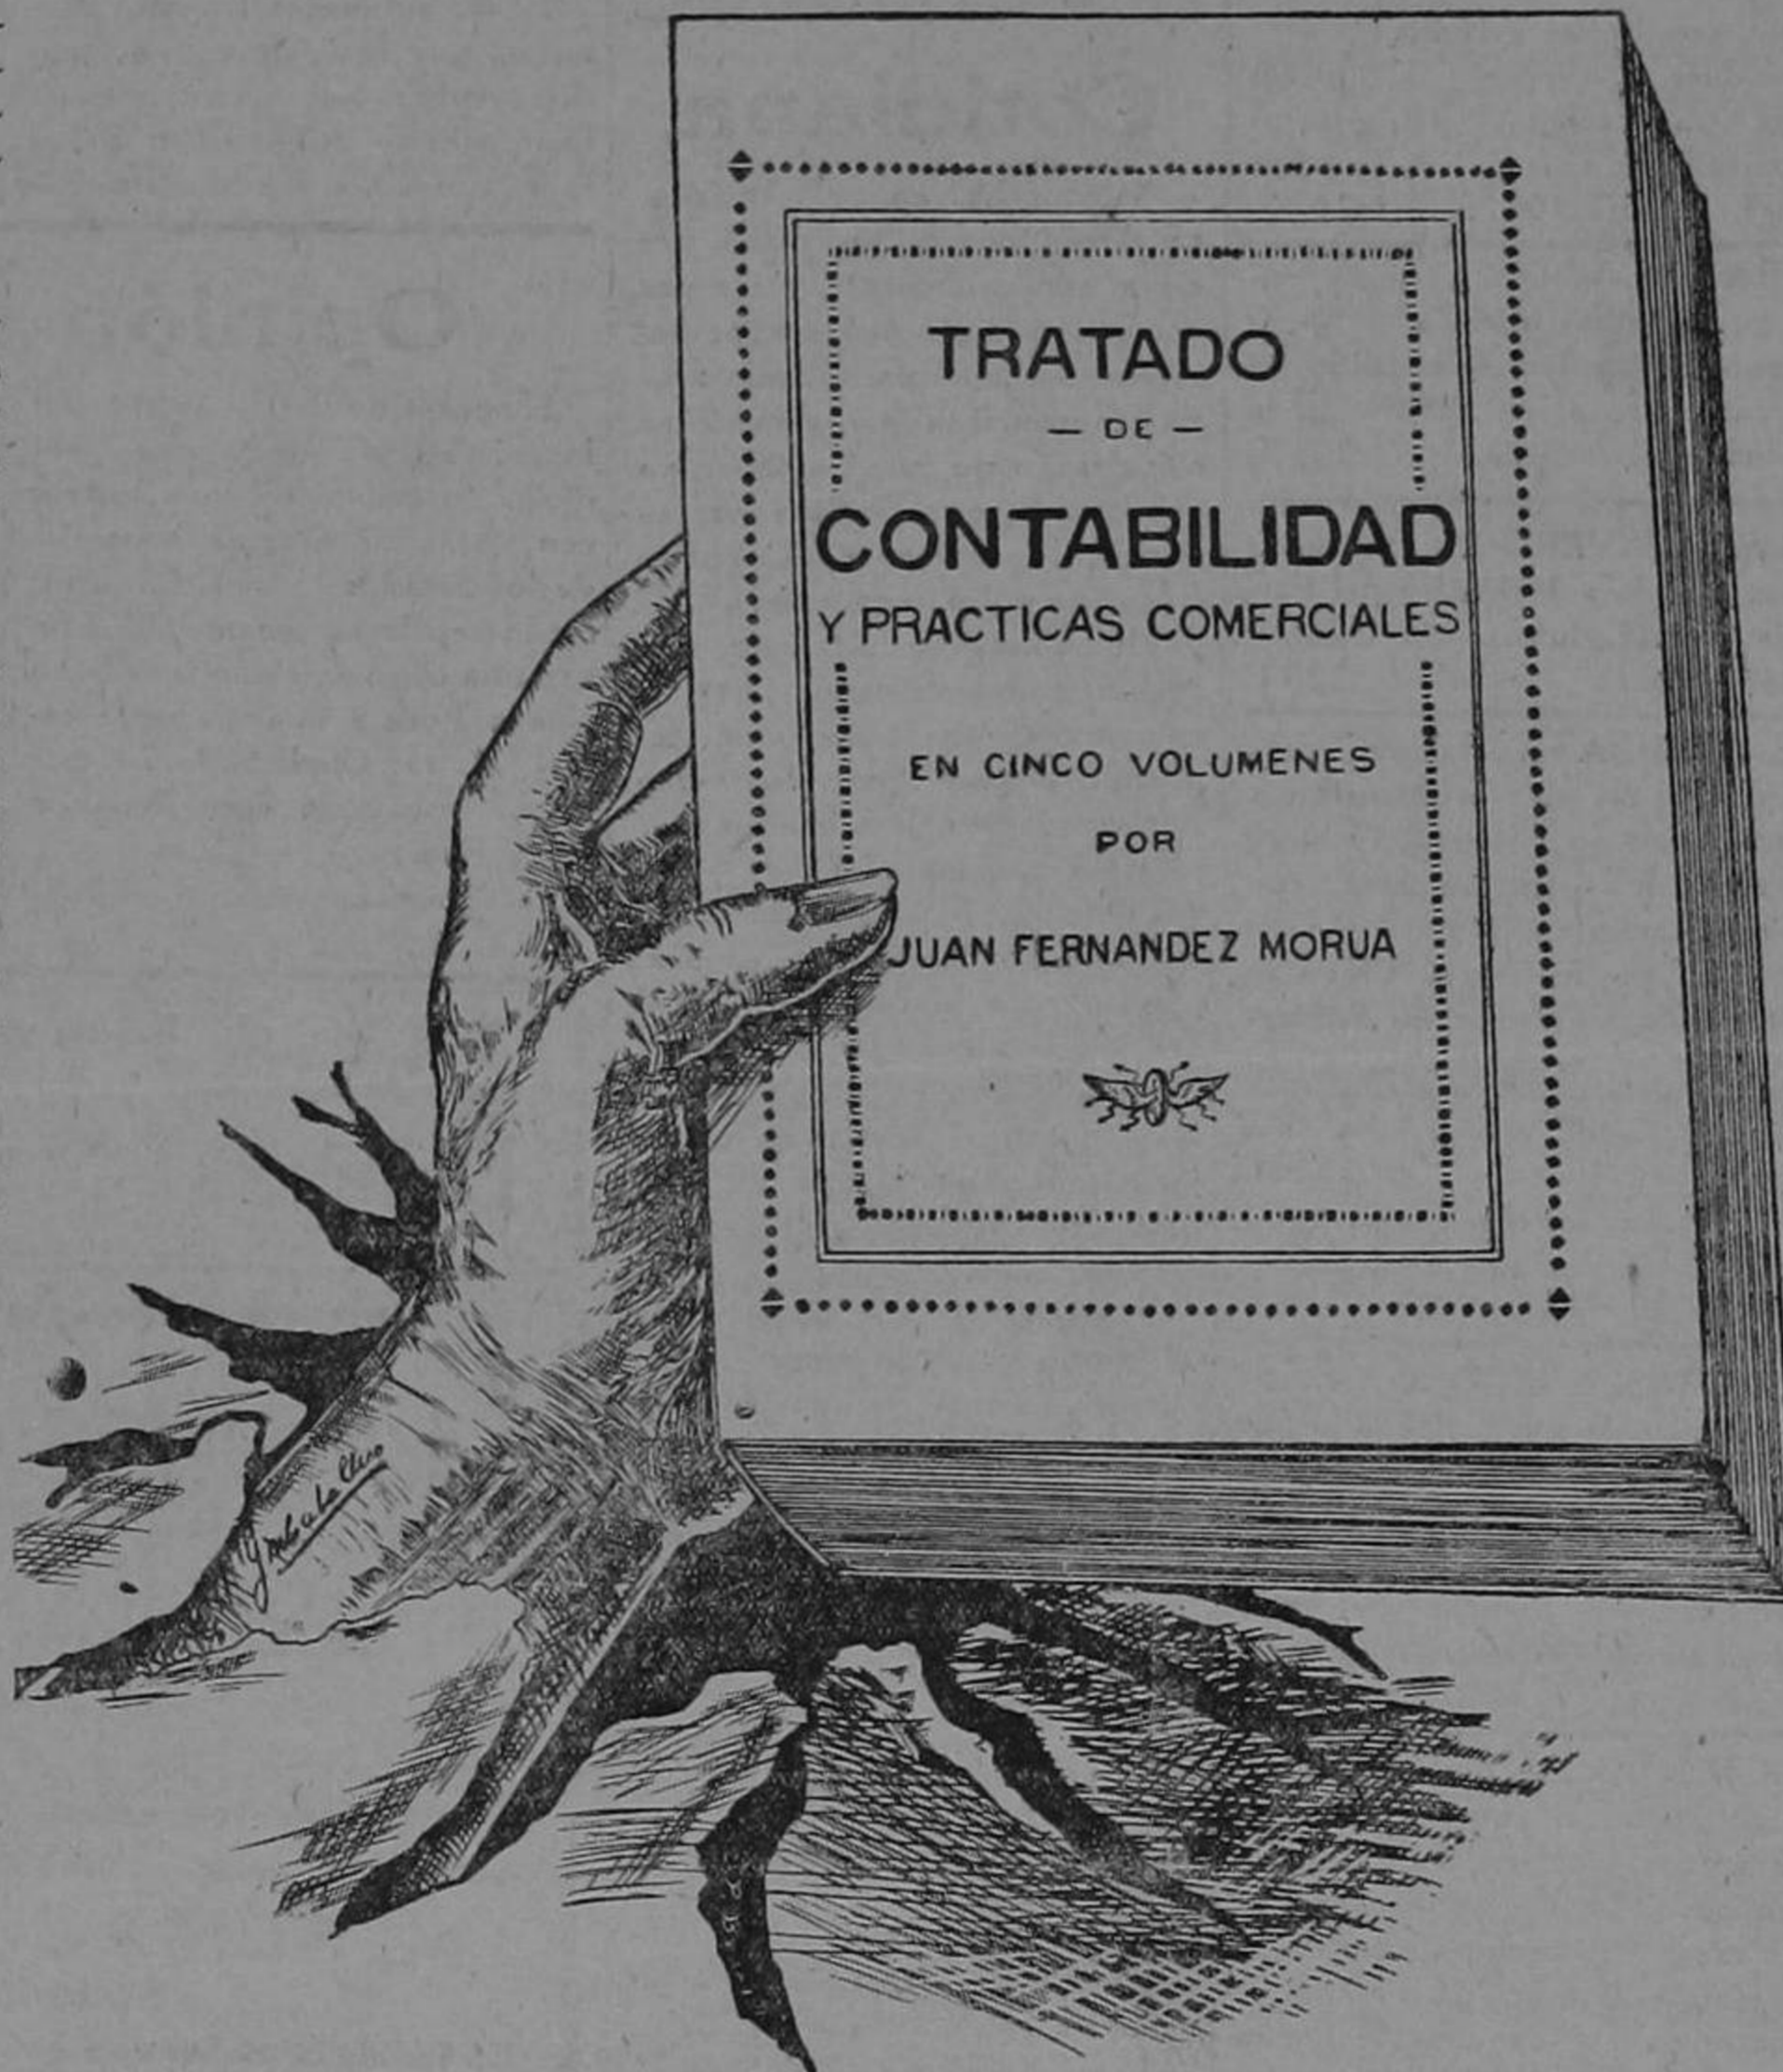 TRATADO
— DE —
CONTABILIDAD
Y PRACTICAS COMERCIALES
EN CINCO VOLUMENES
POR
JUAN FERNANDEZ MORUA